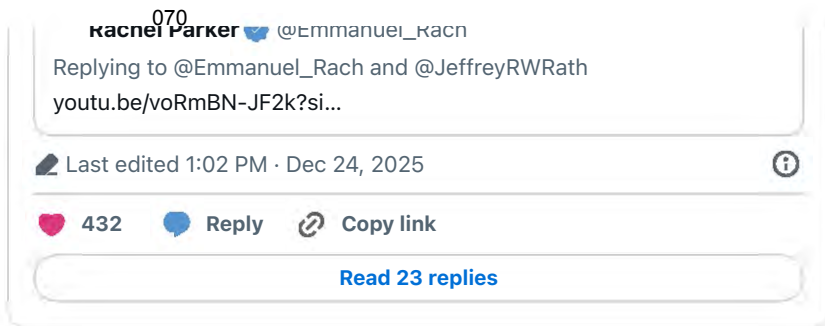 070
Rachel Parker @Emmanuel_Rach
Replying to @Emmanuel_Rach and @JeffreyRWRath
youtu.be/voRmBN-JF2k?si...
Last edited 1:02 PM · Dec 24, 2025
432 Reply Copy link
Read 23 replies